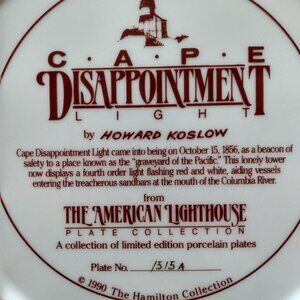 C·A·P·E
DISAPPOINTMENT
LIGHT
by HOWARD KOSLOW
Cape Disappointment Light came into being on October 15, 1856, as a beacon of
safety to a place known as the "graveyard of the Pacific." This lonely tower
now displays a fourth order light flashing red and white, aiding vessels
entering the treacherous sandbars at the mouth of the Columbia River.
from
THE AMERICAN LIGHTHOUSE
PLATE COLLECTION
A collection of limited edition porcelain plates
Plate No. 1313A
© 1990 The Hamilton Collection